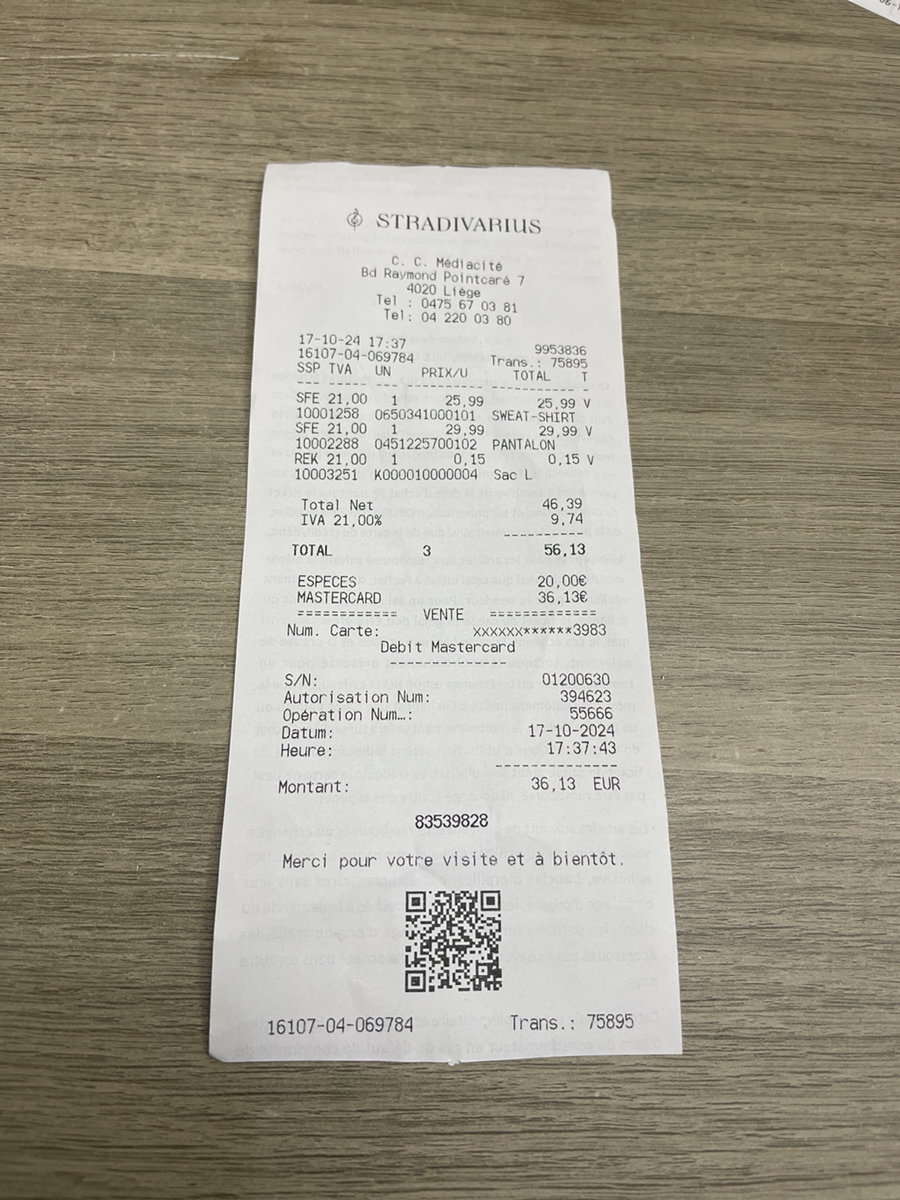 STRADIVARIUS
C. C. Médiacité
Bd Raymond Pointcaré 7
4020 Liège
Tel : 0475 67 03 81
Tel: 04 220 03 80
17-10-24 17:37 9953836
16107-04-069784 Trans.: 75895
SSP TVA UN PRIX/U TOTAL T
SFE 21,00 1 25,99 25,99 V
10001258 0650341000101 SWEAT-SHIRT
SFE 21,00 1 29,99 29,99 V
10002288 0451225700102 PANTALON
REK 21,00 1 0,15 0,15 V
10003251 K000010000004 Sac L
Total Net 46,39
IVA 21,00% 9,74
TOTAL 3 56,13
ESPECES 20,00€
MASTERCARD 36,13€
============ VENTE =============
Num. Carte: xxxxxx******3983
Debit Mastercard
S/N: 01200630
Autorisation Num: 394623
Opération Num…: 55666
Datum: 17-10-2024
Heure: 17:37:43
Montant: 36,13 EUR
83539828
Merci pour votre visite et à bientôt.
16107-04-069784 Trans.: 75895